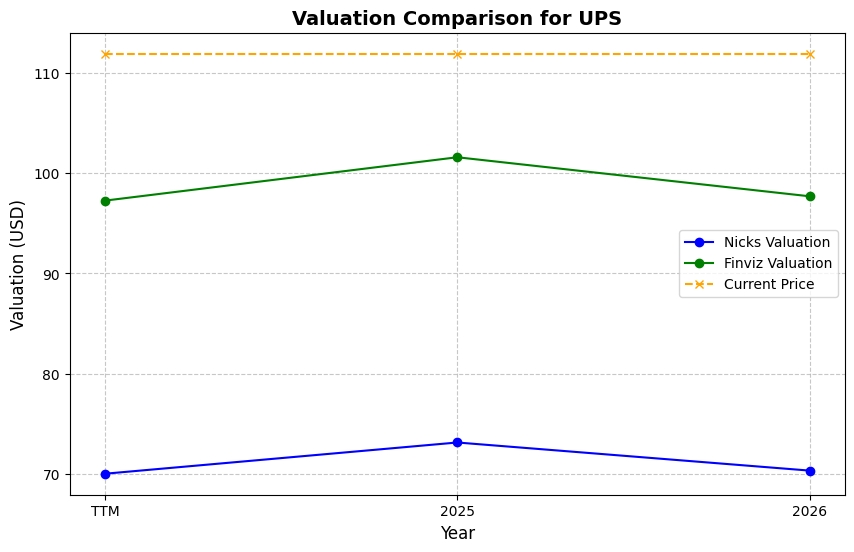 Valuation Comparison for UPS
Valuation (USD)
110
100
90
80
70
Nicks Valuation
Finviz Valuation
Current Price
TTM
2025
2026
Year